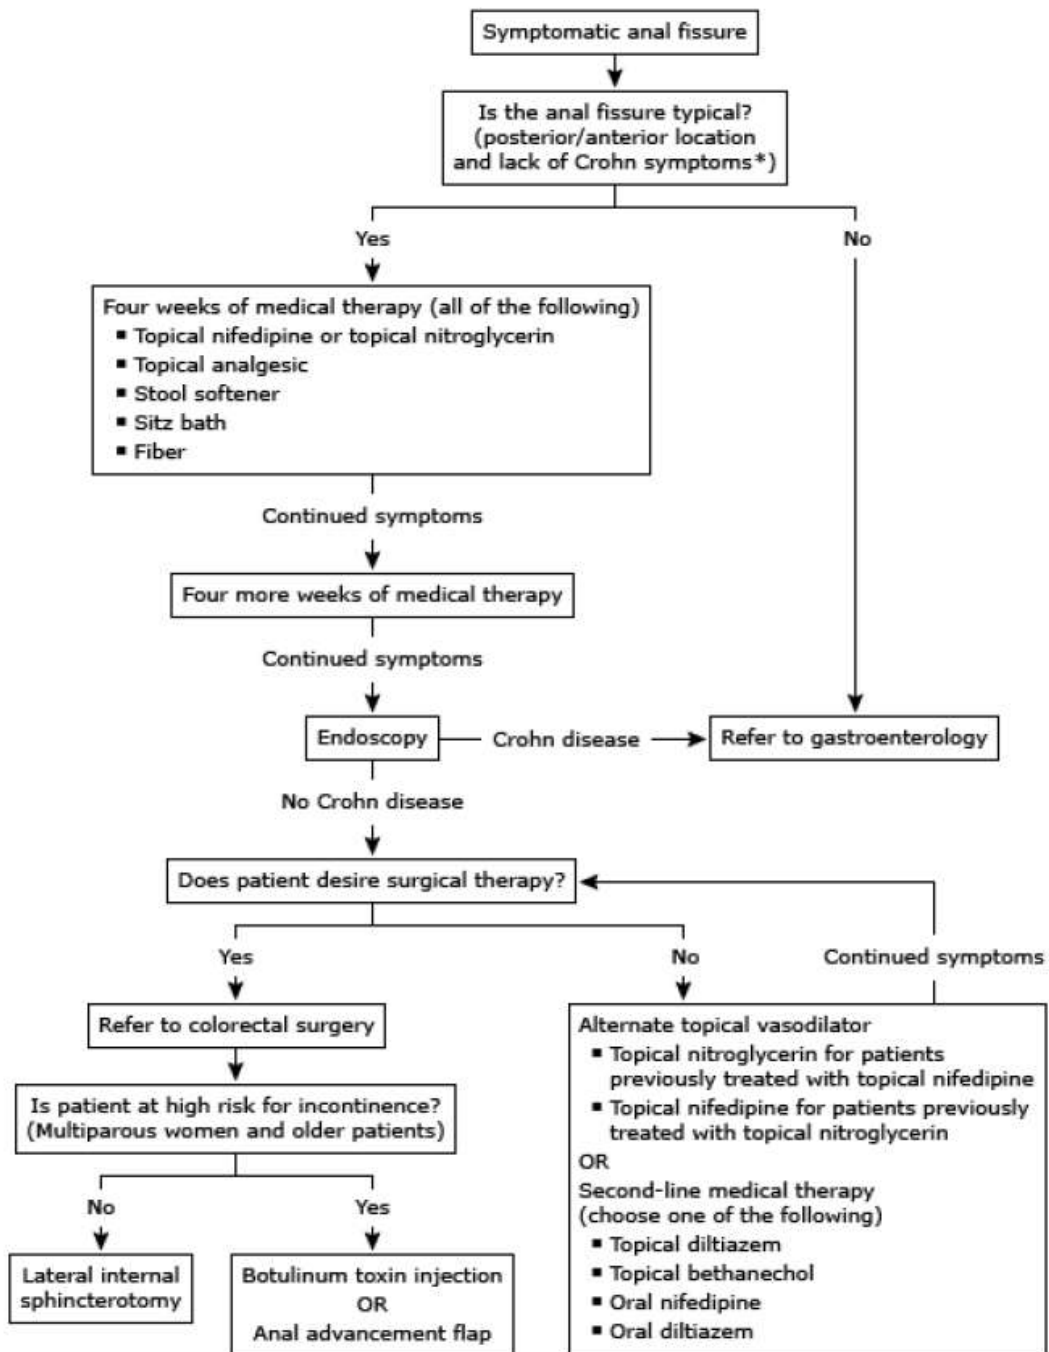 Symptomatic anal fissure
Is the anal fissure typical?
(posterior/anterior location
and lack of Crohn symptoms*)
Yes
No
Four weeks of medical therapy (all of the following)
▪ Topical nifedipine or topical nitroglycerin
▪ Topical analgesic
▪ Stool softener
▪ Sitz bath
▪ Fiber
Continued symptoms
Four more weeks of medical therapy
Continued symptoms
Endoscopy
Crohn disease
Refer to gastroenterology
No Crohn disease
Does patient desire surgical therapy?
Yes
No
Continued symptoms
Refer to colorectal surgery
Is patient at high risk for incontinence?
(Multiparous women and older patients)
No
Yes
Lateral internal
sphincterotomy
Botulinum toxin injection
OR
Anal advancement flap
Alternate topical vasodilator
▪ Topical nitroglycerin for patients
previously treated with topical nifedipine
▪ Topical nifedipine for patients previously
treated with topical nitroglycerin
OR
Second-line medical therapy
(choose one of the following)
▪ Topical diltiazem
▪ Topical bethanechol
▪ Oral nifedipine
▪ Oral diltiazem